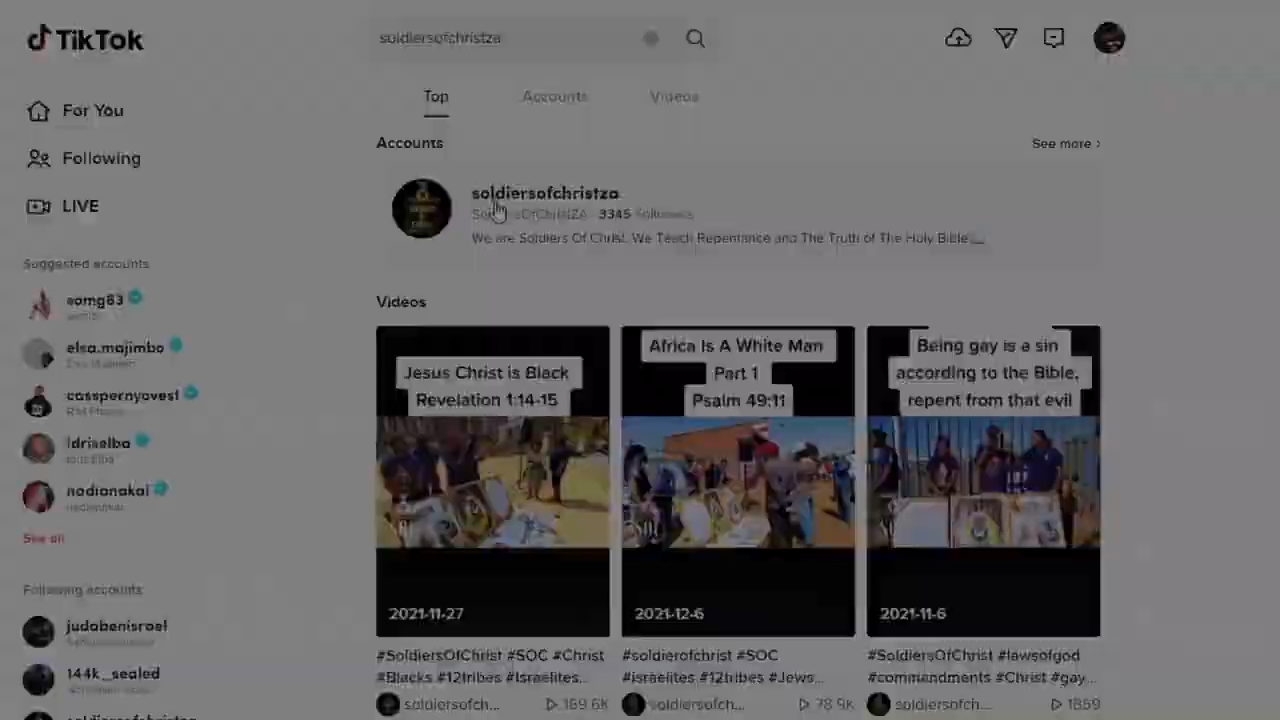 TikTok
soldiersofchristza
For You
Following
LIVE
Suggested accounts
elsa.majimbo
casspernyovest
Idriselba
See all
Following accounts
judabenisrael
144k_sealed
Top Accounts Videos
Accounts See more >
soldiersofchristza
3345 Followers
We are Soldiers Of Christ. We Teach Repentance and The Truth of The Holy Bible...
Videos
Jesus Christ is Black
Revelation 1:14-15
2021-11-27
#SoldiersOfChrist #SOC #Christ
#Blacks #12tribes #Israelites...
soldiersofch...
169.6K
Africa Is A White Man
Part 1
Psalm 49:11
2021-12-6
#soldierofchrist #SOC
#israelites #12tribes #Jews...
soldiersofch...
78.9K
Being gay is a sin
according to the Bible,
repent from that evil
2021-11-6
#SoldiersOfChrist #lawsofgod
#commandments #Christ #gay...
soldiersofch...
1859